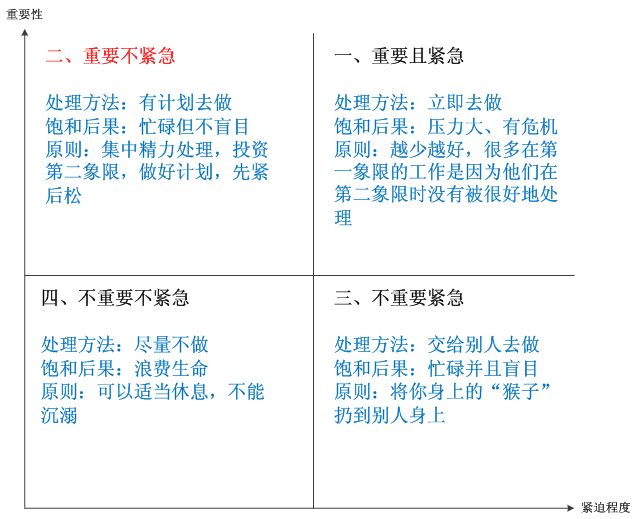 重要性
二、重要不紧急
处理方法：有计划去做
饱和后果：忙碌但不盲目
原则：集中精力处理，投资
第二象限，做好计划，先紧
后松
一、重要且紧急
处理方法：立即去做
饱和后果：压力大、有危机
原则：越少越好，很多在第
一象限的工作是因为他们在
第二象限时没有被很好地处
理
四、不重要不紧急
处理方法：尽量不做
饱和后果：浪费生命
原则：可以适当休息，不能
沉溺
三、不重要紧急
处理方法：交给别人去做
饱和后果：忙碌并且盲目
原则：将你身上的“猴子”
扔到别人身上
紧迫程度